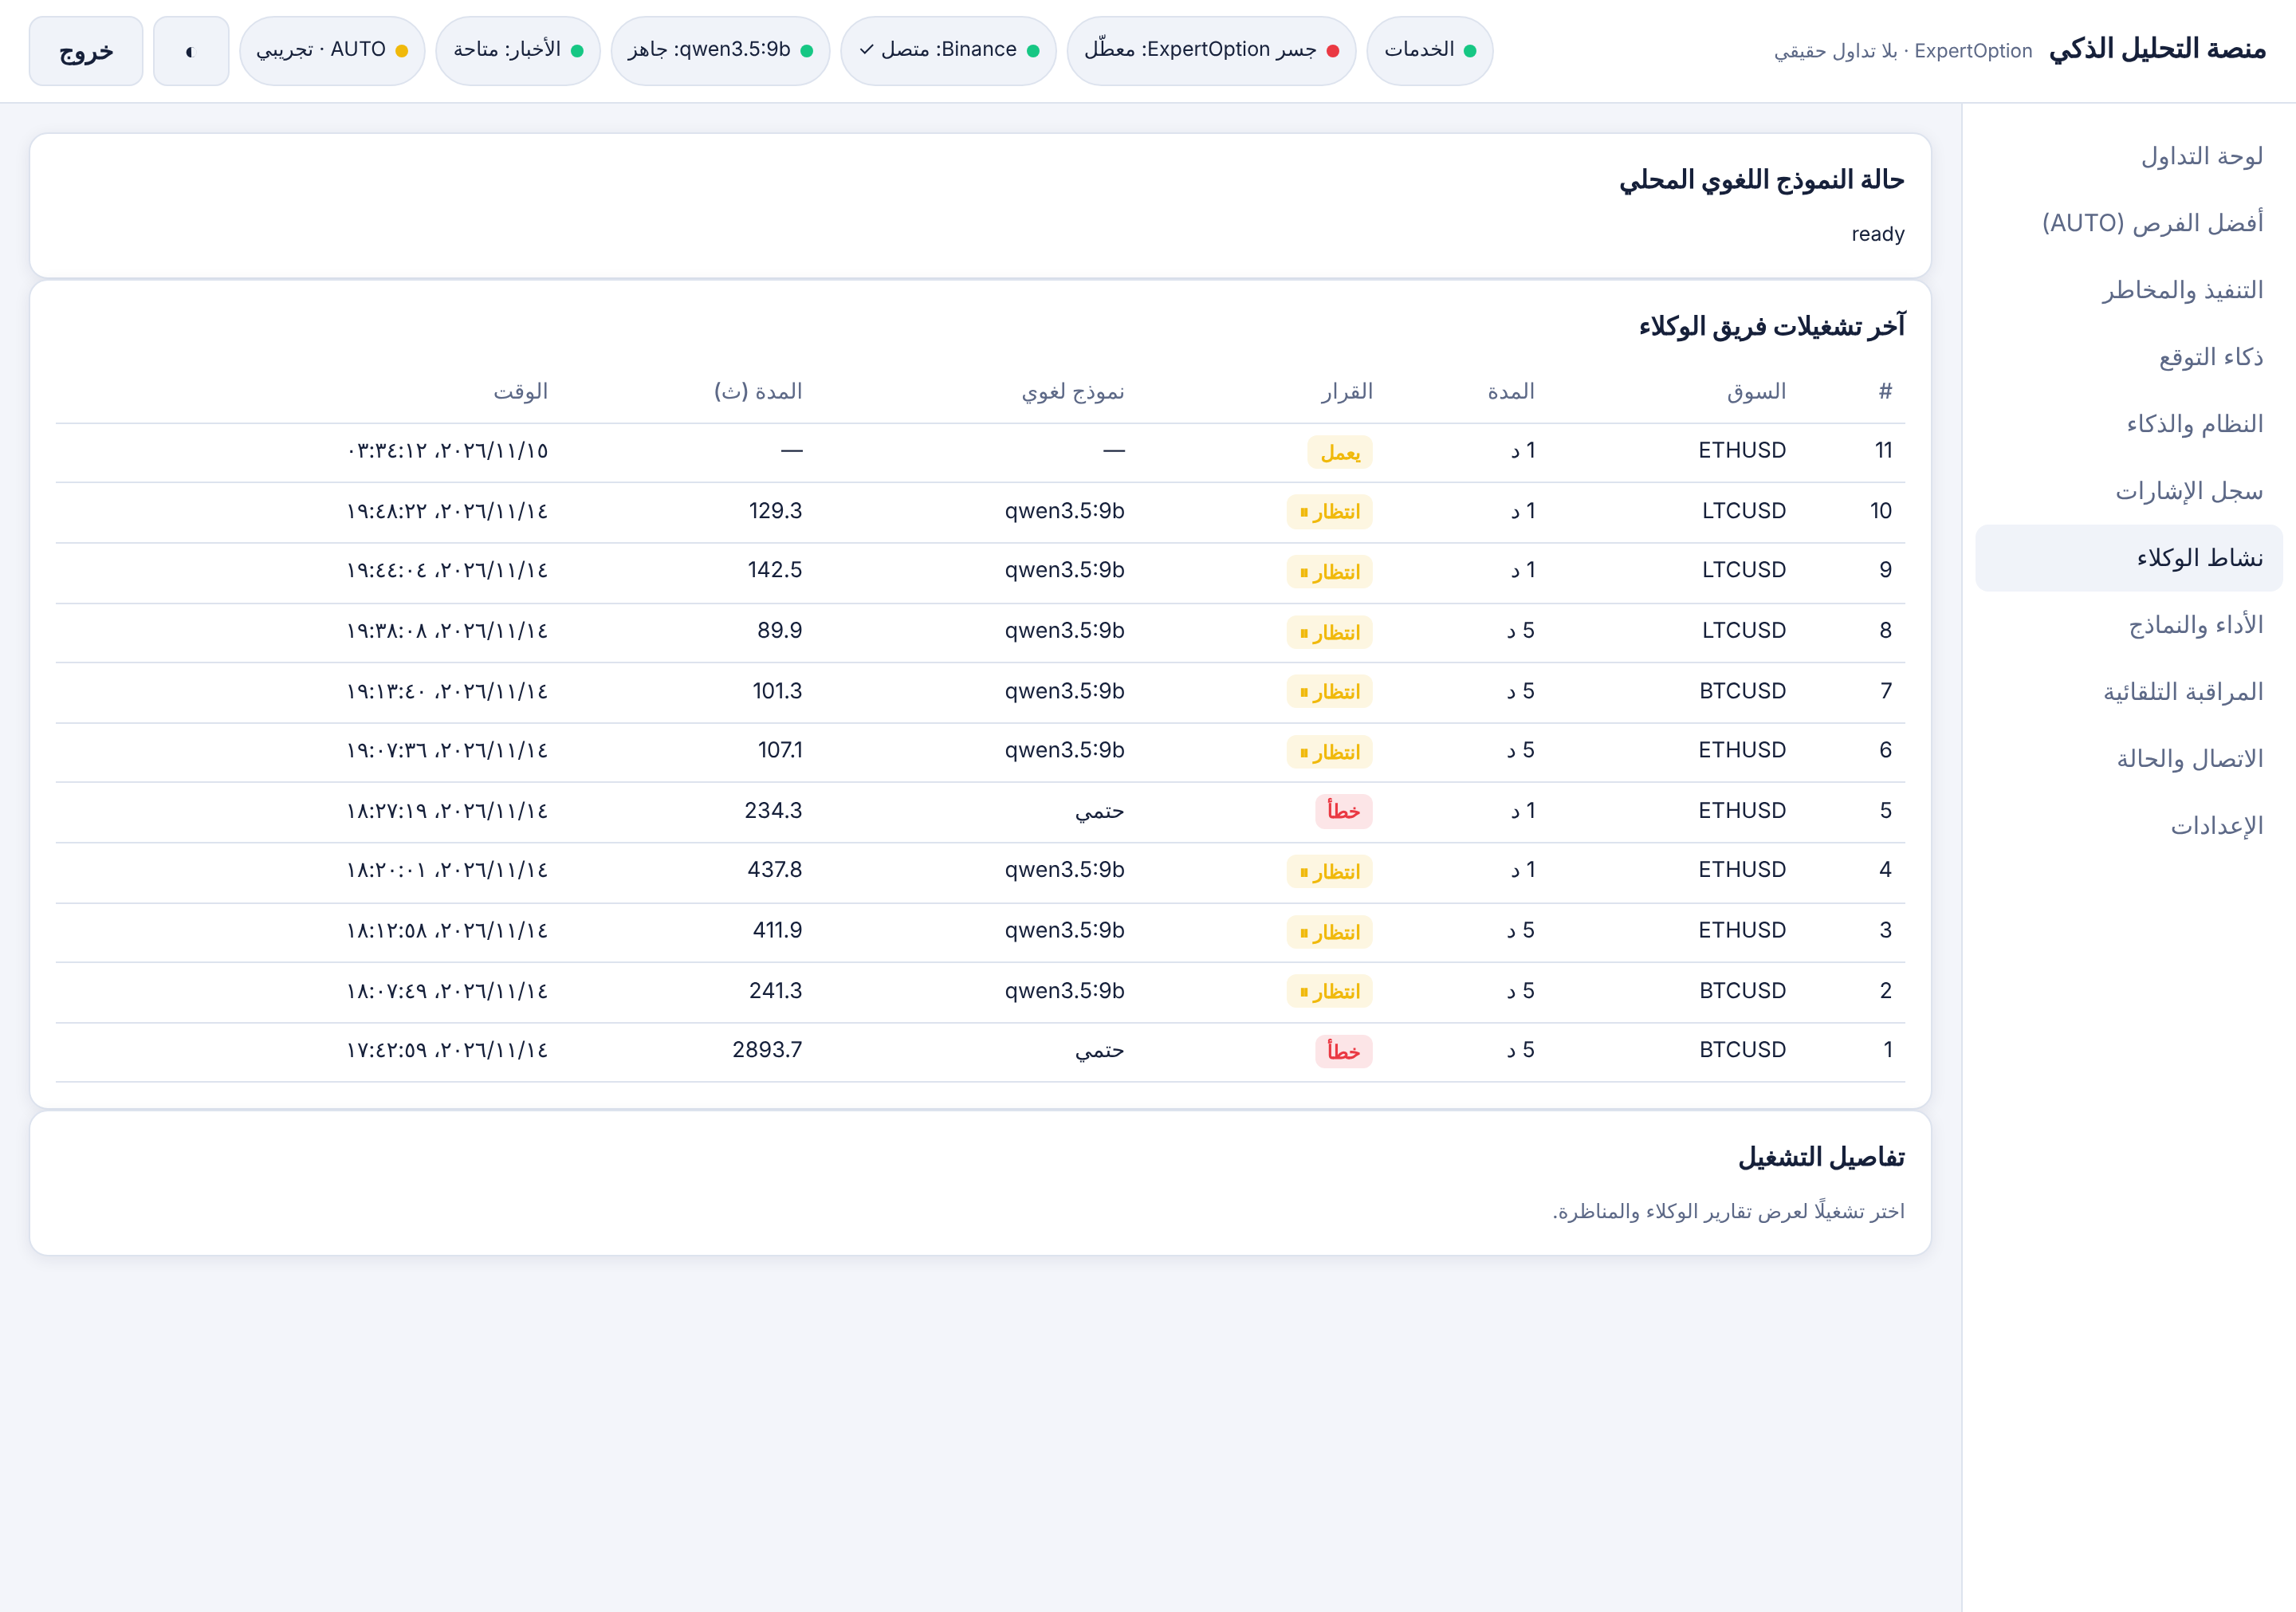 منصة التحليل الذكي ExpertOption · بلا تداول حقيقي
الخدمات
جسر ExpertOption: معطّل
Binance: متصل ✓
qwen3.5:9b: جاهز
الأخبار: متاحة
AUTO · تجريبي
خروج
لوحة التداول
أفضل الفرص (AUTO)
التنفيذ والمخاطر
ذكاء التوقع
النظام والذكاء
سجل الإشارات
نشاط الوكلاء
الأداء والنماذج
المراقبة التلقائية
الاتصال والحالة
الإعدادات
حالة النموذج اللغوي المحلي
ready
آخر تشغيلات فريق الوكلاء
# السوق المدة القرار نموذج لغوي المدة (ث) الوقت
11 ETHUSD 1 د يعمل — — ٢٠٢٦/١١/١٥، ٠٣:٣٤:١٢
10 LTCUSD 1 د انتظار qwen3.5:9b 129.3 ٢٠٢٦/١١/١٤، ١٩:٤٨:٢٢
9 LTCUSD 1 د انتظار qwen3.5:9b 142.5 ٢٠٢٦/١١/١٤، ١٩:٤٤:٠٤
8 LTCUSD 5 د انتظار qwen3.5:9b 89.9 ٢٠٢٦/١١/١٤، ١٩:٣٨:٠٨
7 BTCUSD 5 د انتظار qwen3.5:9b 101.3 ٢٠٢٦/١١/١٤، ١٩:١٣:٤٠
6 ETHUSD 5 د انتظار qwen3.5:9b 107.1 ٢٠٢٦/١١/١٤، ١٩:٠٧:٣٦
5 ETHUSD 1 د خطأ حتمي 234.3 ٢٠٢٦/١١/١٤، ١٨:٢٧:١٩
4 ETHUSD 1 د انتظار qwen3.5:9b 437.8 ٢٠٢٦/١١/١٤، ١٨:٢٠:٠١
3 ETHUSD 5 د انتظار qwen3.5:9b 411.9 ٢٠٢٦/١١/١٤، ١٨:١٢:٥٨
2 BTCUSD 5 د انتظار qwen3.5:9b 241.3 ٢٠٢٦/١١/١٤، ١٨:٠٧:٤٩
1 BTCUSD 5 د خطأ حتمي 2893.7 ٢٠٢٦/١١/١٤، ١٧:٤٢:٥٩
تفاصيل التشغيل
اختر تشغيلًا لعرض تقارير الوكلاء والمناظرة.